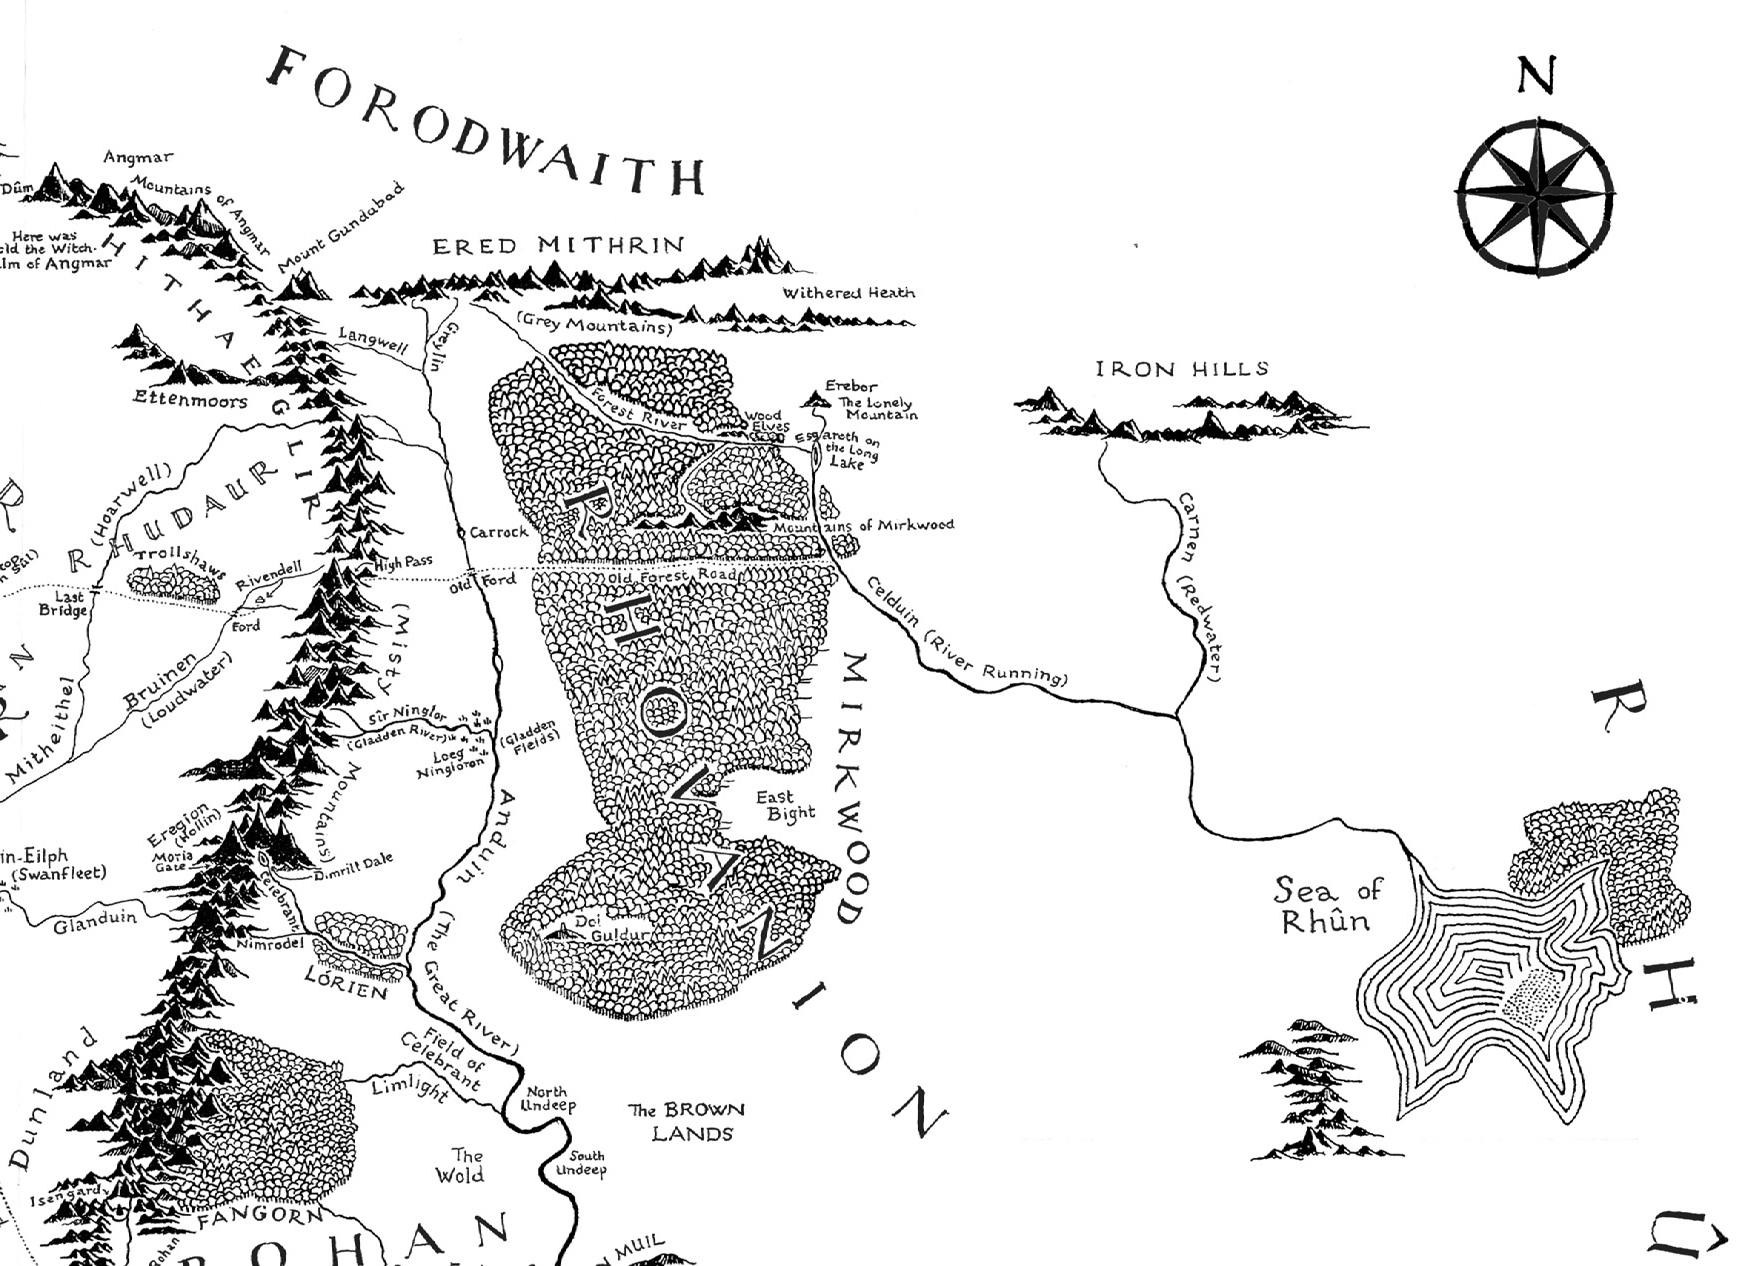 N
FORODWAITH
Angmar
Dûm
Mountains
of Angmar
Here was
the Witch-
of Angmar
HITHAEGLIR
Mount Gundabad
ERED MITHRIN
Withered Heath
(Grey Mountains)
Langwell
Greylin
Ettenmoors
IRON HILLS
Erebor
The Lonely
Mountain
Forest River
Wood
Elves
Esgaroth on
the Long
Lake
(Hoarwell)
RHUDAUR
Trollshaws
Rivendell
High Pass
Carrock
Mountains of Mirkwood
Old Ford
Old Forest Road
Last
Bridge
Ford
Bruinen
(Loudwater)
Mitheithel
(Misty
Mountains)
Carnen (Redwater)
Celduin (River Running)
Sîr Ninglor
(Gladden River)
Loeg
Ningloron
(Gladden
Fields)
RHOVANION
MIRKWOOD
East
Bight
Anduin
(The Great River)
Eregion
(Hollin)
Moria
Gate
Dimrill Dale
in-Eilph
(Swanfleet)
Glanduin
Celebrant
Nimrodel
LÓRIEN
Dol
Guldur
Sea of
Rhûn
R
H
Û
Field of
Celebrant
Limlight
North
Undeep
The BROWN
LANDS
The
Wold
South
Undeep
Dunland
Isengard
FANGORN
Rohan
ROHAN
N MUIL